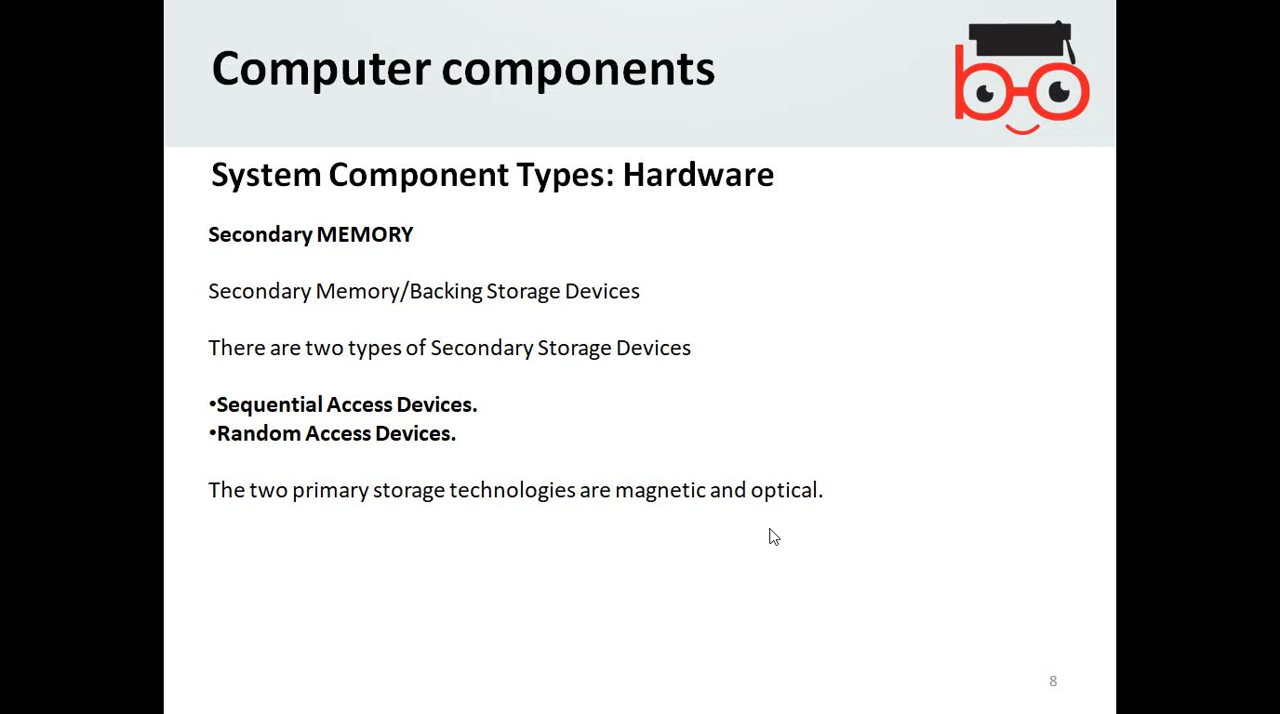 Computer components
System Component Types: Hardware
Secondary MEMORY
Secondary Memory/Backing Storage Devices
There are two types of Secondary Storage Devices
•Sequential Access Devices.
•Random Access Devices.
The two primary storage technologies are magnetic and optical.
8